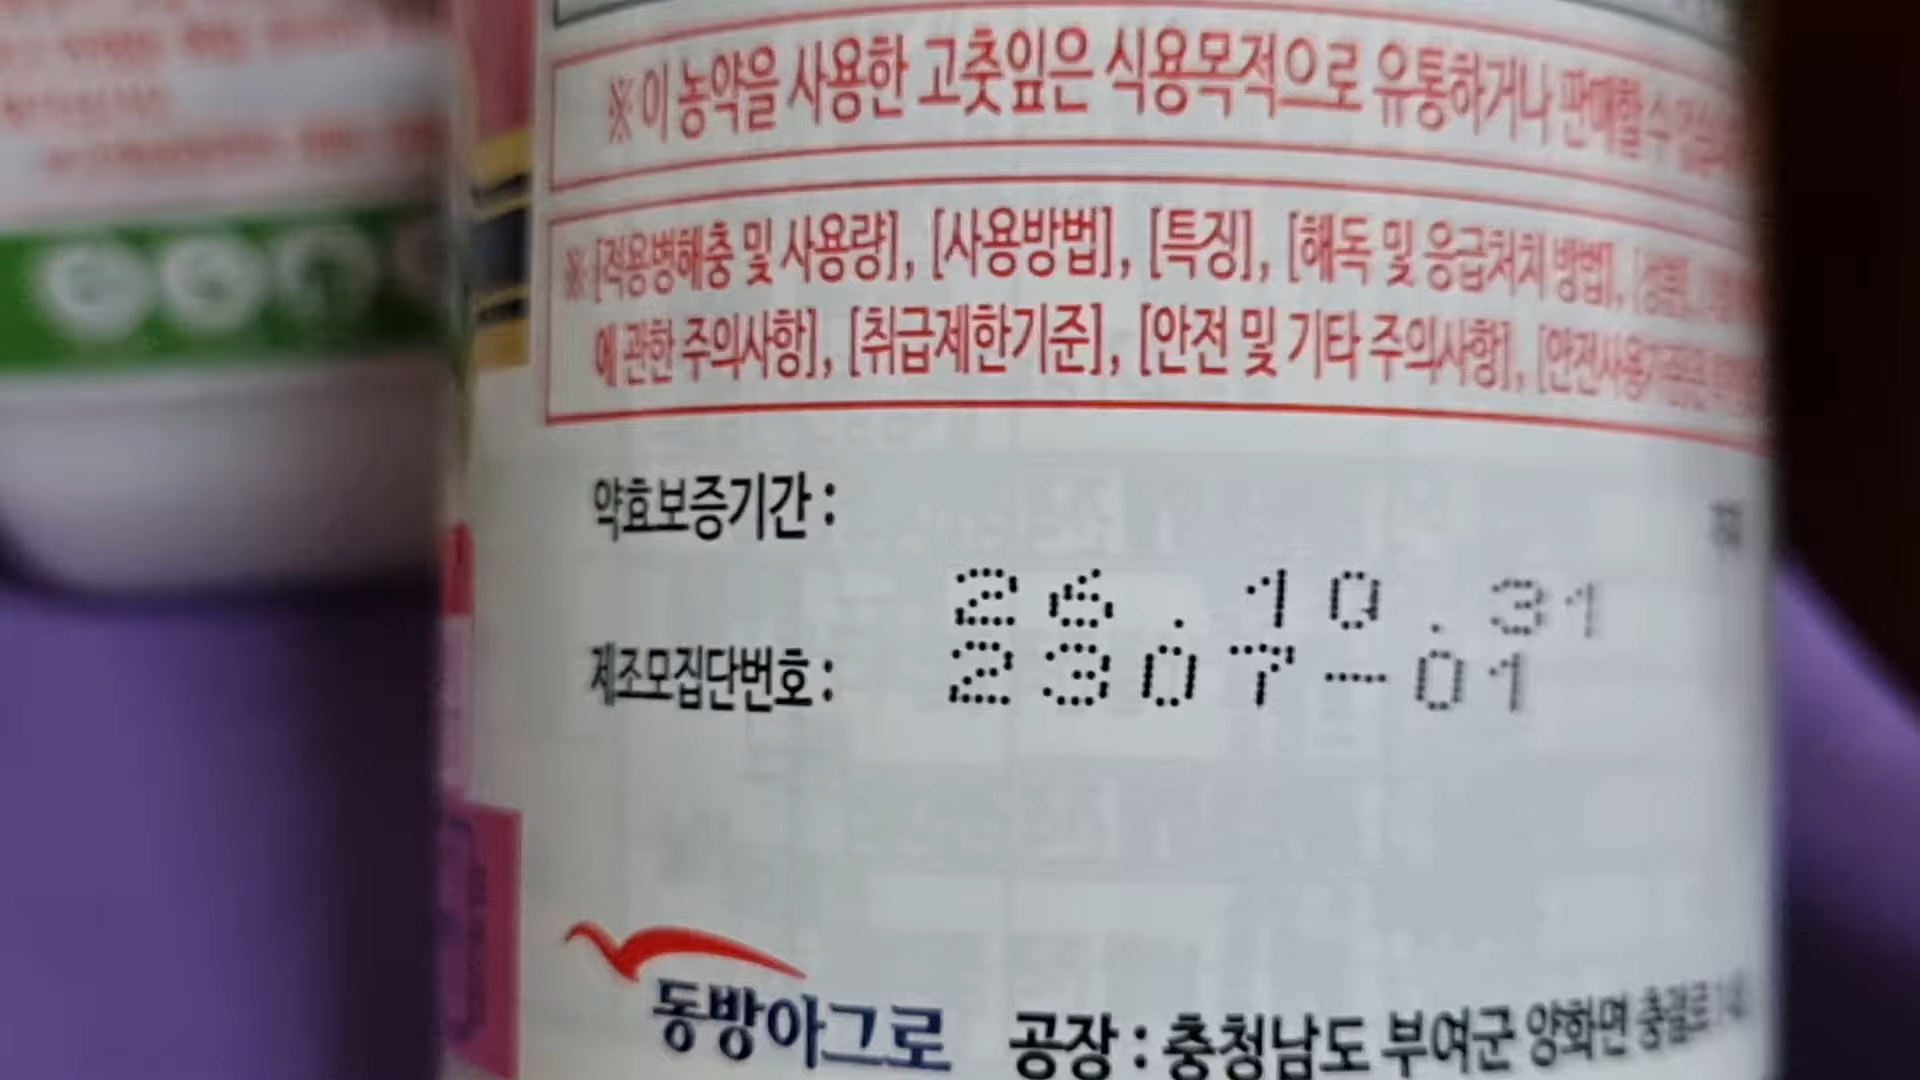 ※ 이 농약을 사용한 고춧잎은 식용목적으로 유통하거나 판매할 수
※ [적용병해충 및 사용량], [사용방법], [특징], [해독 및 응급처치 방법],
에 관한 주의사항], [취급제한기준], [안전 및 기타 주의사항],
약효보증기간 :
26.10.31
제조모집단번호 : 2307-01
동방아그로 공장 : 충청남도 부여군 양화면